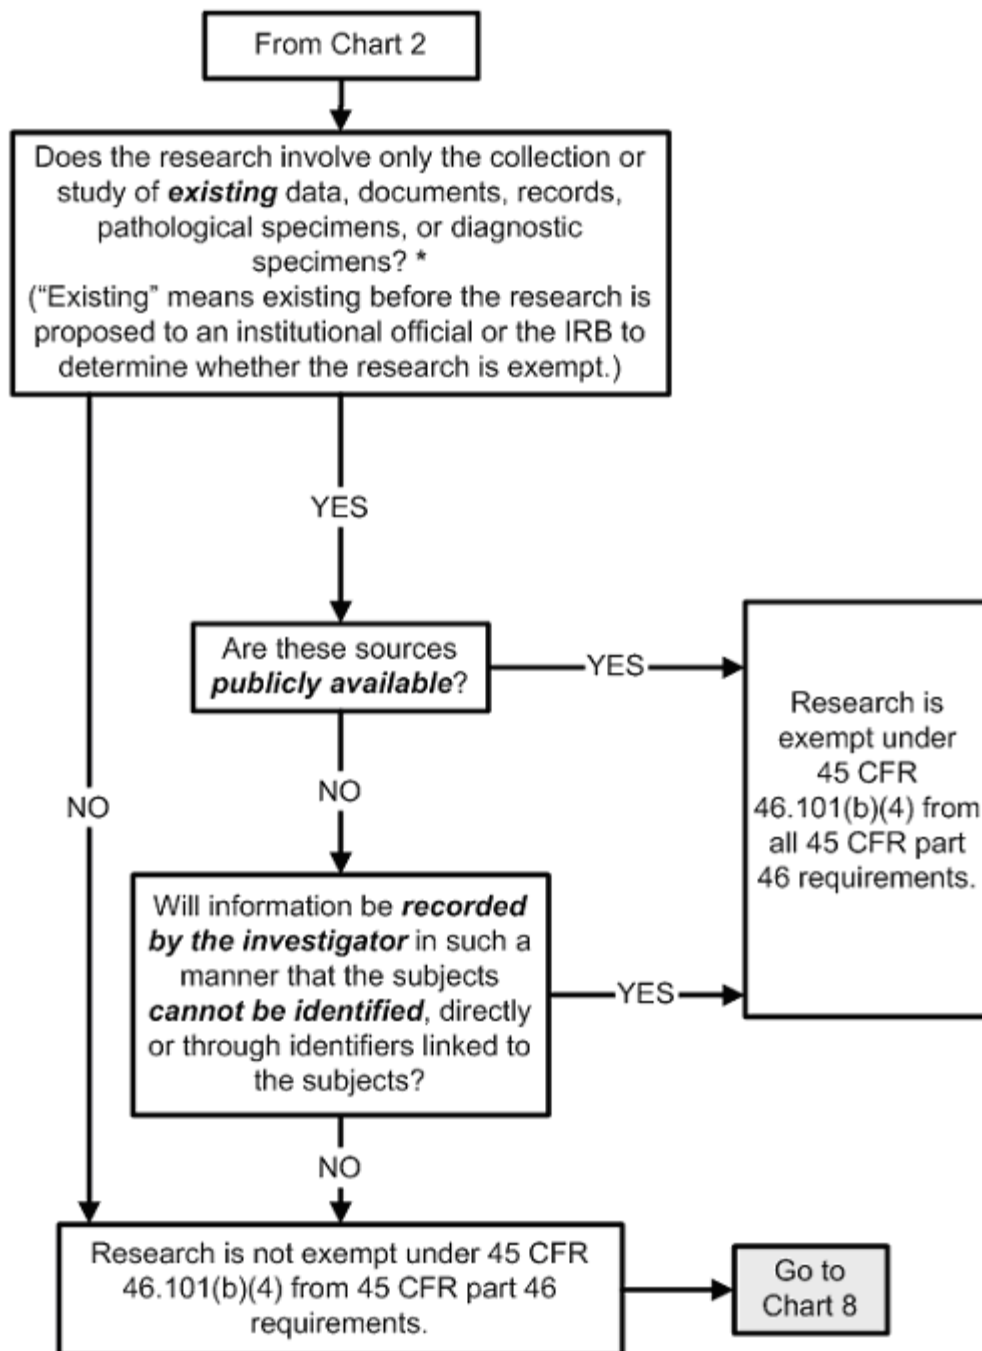 From Chart 2
Does the research involve only the collection or
study of existing data, documents, records,
pathological specimens, or diagnostic
specimens? *
(“Existing” means existing before the research is
proposed to an institutional official or the IRB to
determine whether the research is exempt.)
YES
Are these sources
publicly available?
YES
Research is
exempt under
45 CFR
46.101(b)(4) from
all 45 CFR part
46 requirements.
NO
NO
Will information be recorded
by the investigator in such a
manner that the subjects
cannot be identified, directly
or through identifiers linked to
the subjects?
YES
NO
Research is not exempt under 45 CFR
46.101(b)(4) from 45 CFR part 46
requirements.
Go to
Chart 8